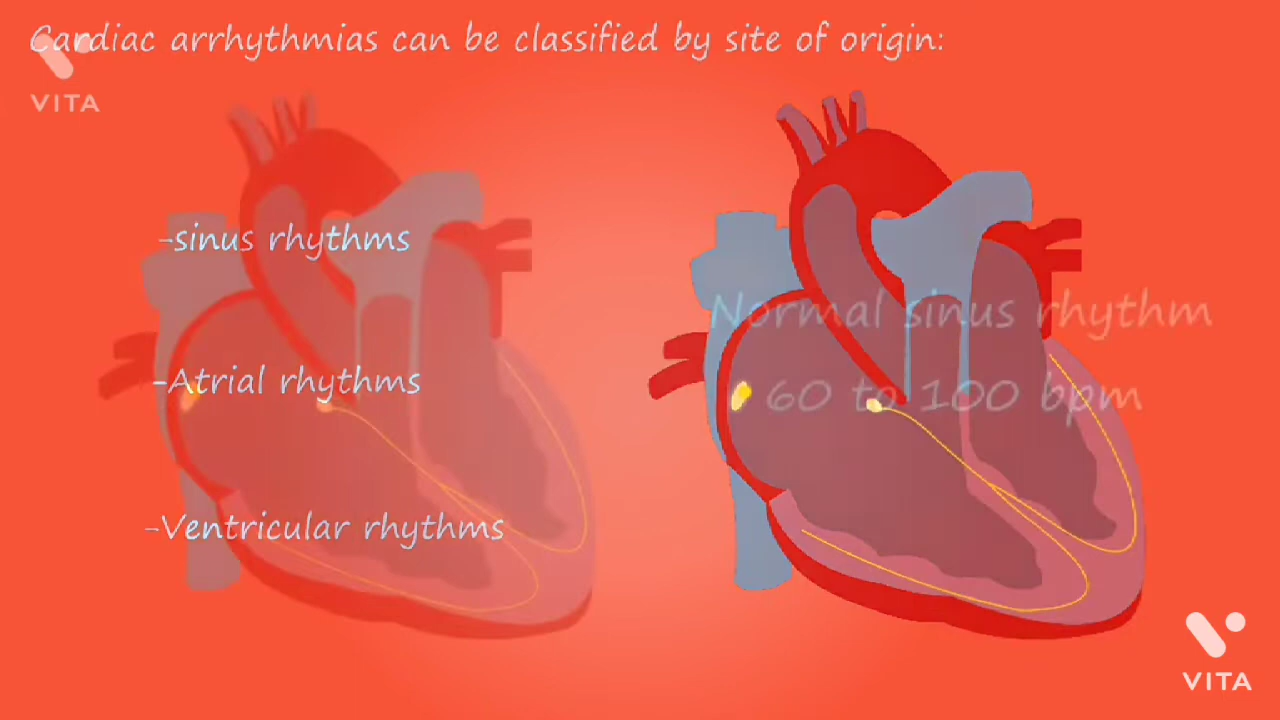 Cardiac arrhythmias can be classified by site of origin:
VITA
-sinus rhythms
Normal sinus rhythm
-Atrial rhythms
60 to 100 bpm
-Ventricular rhythms
VITA